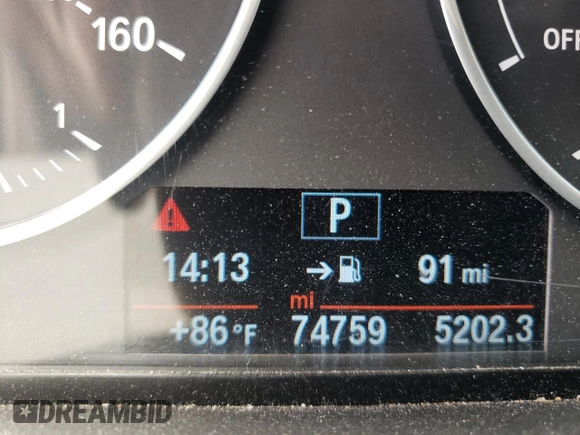 160
OFF
1
P
14:13 → 91 mi
mi
+86 °F 74759 5202.3
DREAMBID